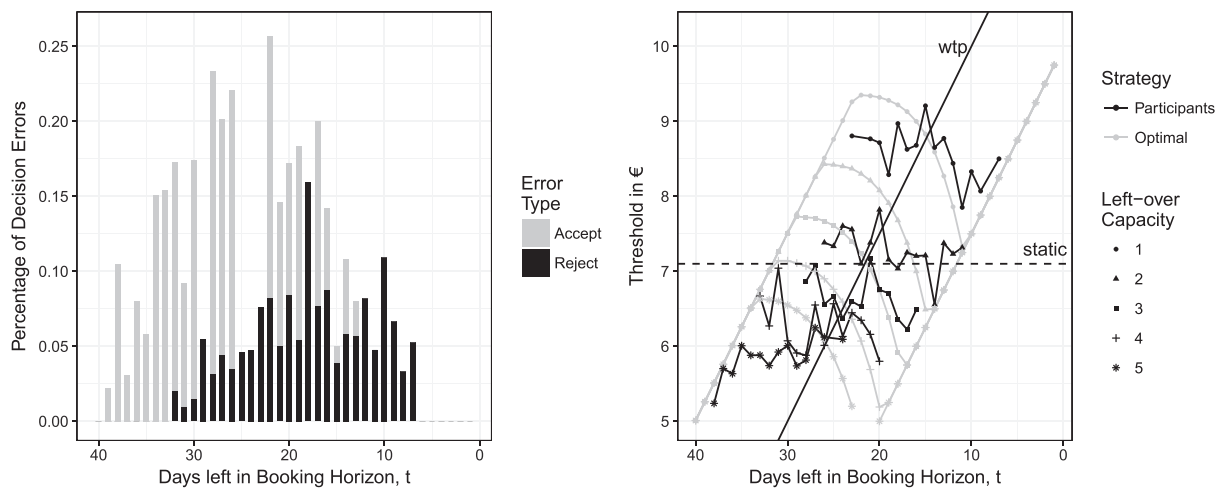 Percentage of Decision Errors
0.25
0.20
0.15
0.10
0.05
0.00
40
30
20
10
0
Days left in Booking Horizon, t
Error
Type
Accept
Reject
Threshold in €
10
9
8
7
6
5
wtp
static
40
30
20
10
0
Days left in Booking Horizon, t
Strategy
Participants
Optimal
Left−over
Capacity
1
2
3
4
5